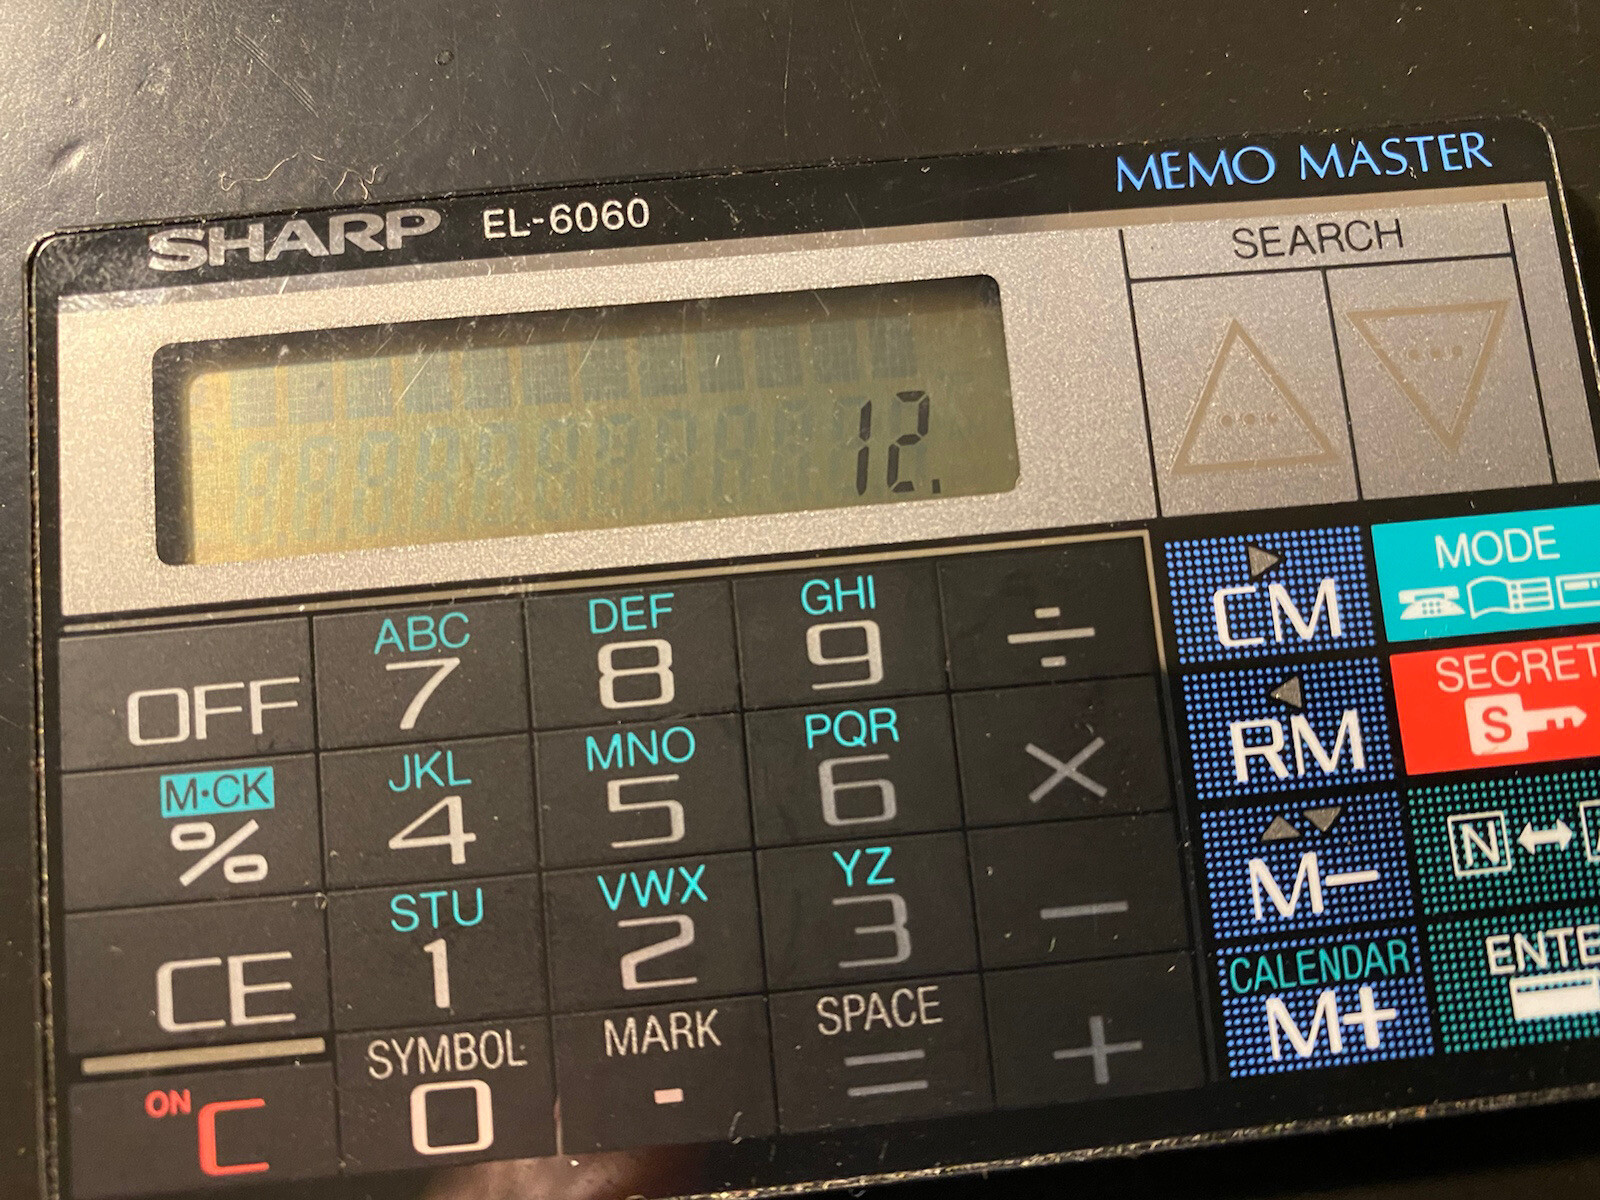 MEMO MASTER
SHARP EL-6060
SEARCH
12.
OFF
ABC
7
DEF
8
GHI
9
÷
CM
MODE
M·CK
%
JKL
4
MNO
5
PQR
6
×
RM
SECRET
S
CE
STU
1
VWX
2
YZ
3
−
M−
N
ON C
SYMBOL
0
MARK
.
SPACE
=
+
CALENDAR
M+
ENTE